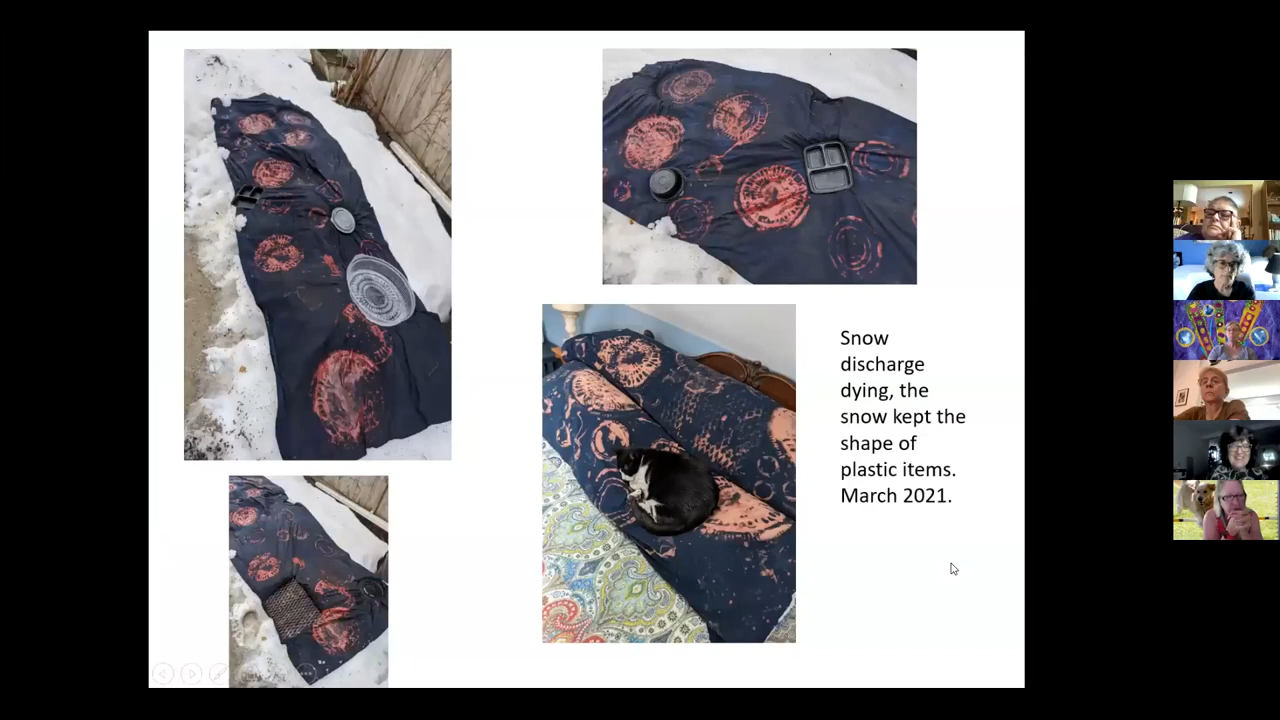 Snow
discharge
dying, the
snow kept the
shape of
plastic items.
March 2021.